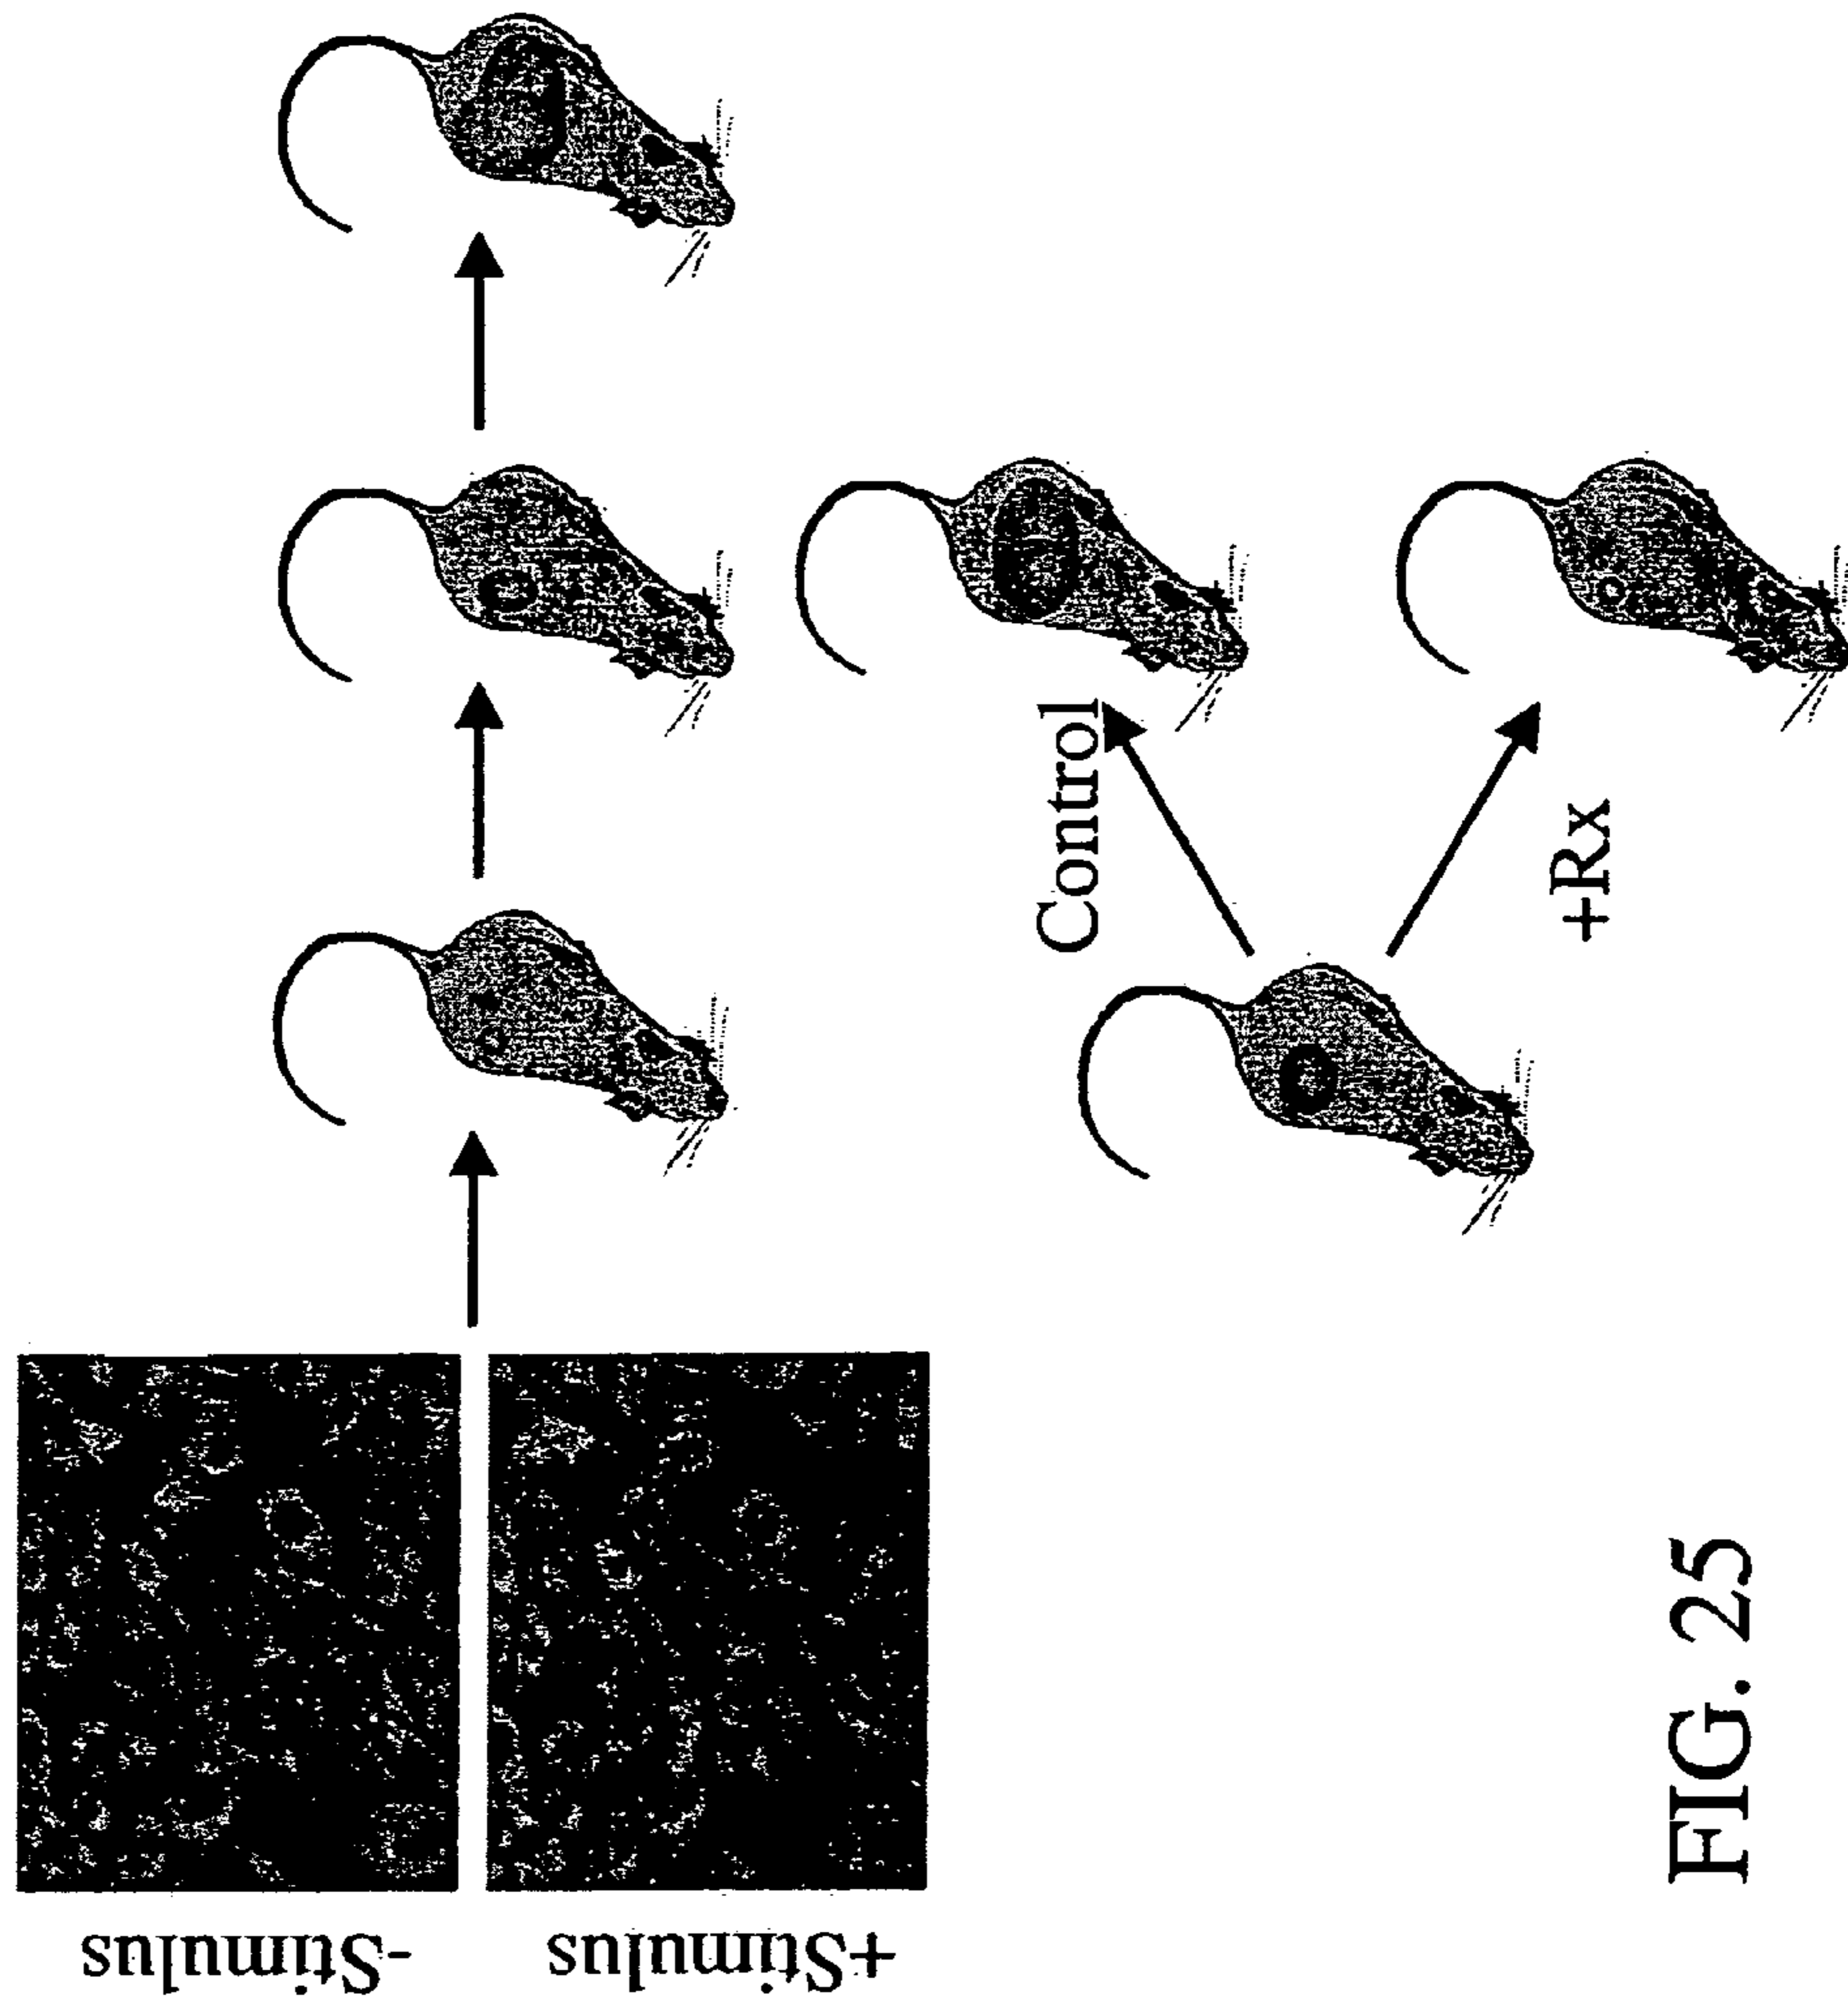 -Stimulus
+Stimulus
Control
+Rx
FIG. 25